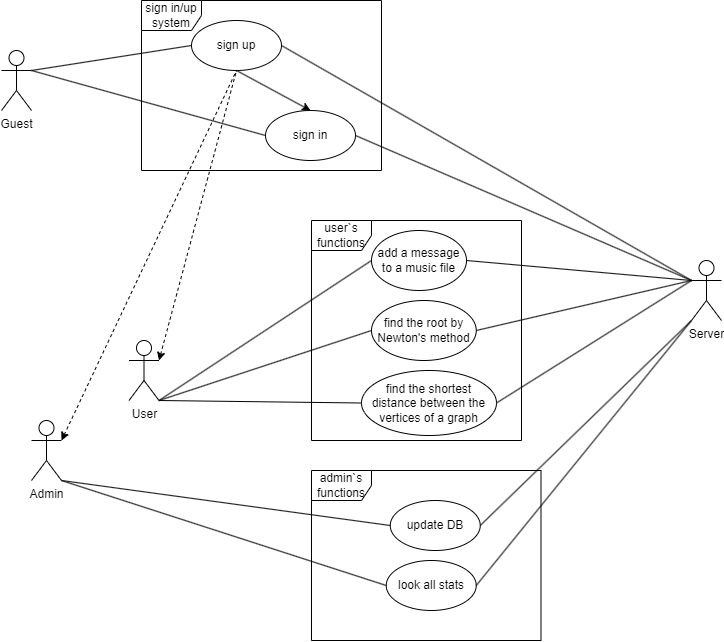 sign in/up
system
sign up
Guest
sign in
user`s
functions
add a message
to a music file
find the root by
Newton's method
Server
find the shortest
distance between the
vertices of a graph
User
admin`s
functions
Admin
update DB
look all stats